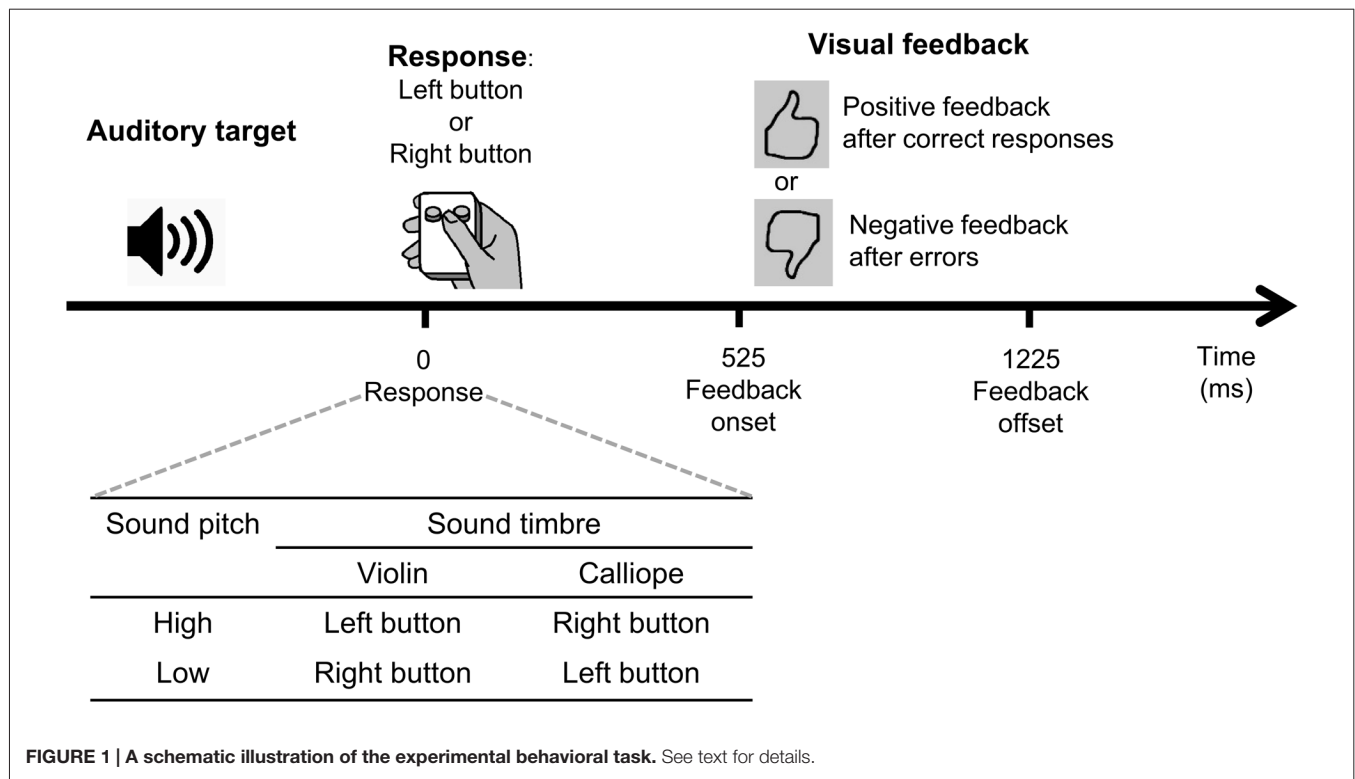 Auditory target
Response:
Left button
or
Right button
Visual feedback
Positive feedback
after correct responses
or
Negative feedback
after errors
0
Response
525
Feedback
onset
1225
Feedback
offset
Time
(ms)
Sound pitch Sound timbre
Violin Calliope
High Left button Right button
Low Right button Left button
FIGURE 1 | A schematic illustration of the experimental behavioral task. See text for details.